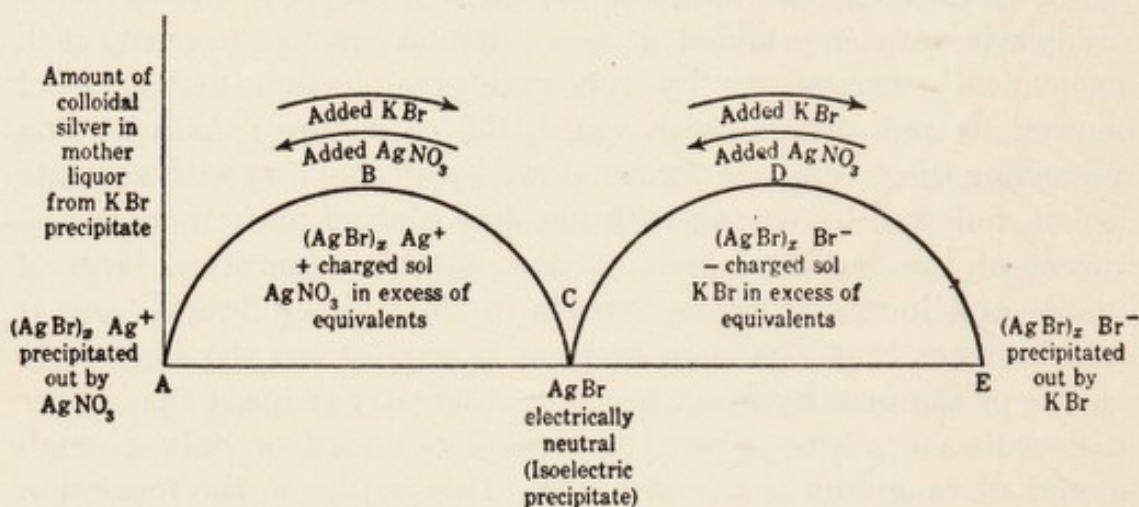 Amount of
colloidal
silver in
mother
liquor
from KBr
precipitate
Added KBr
Added AgNO₃
B
Added KBr
Added AgNO₃
D
(AgBr)ₓ Ag⁺
+ charged sol
AgNO₃ in excess of
equivalents
C
(AgBr)ₓ Br⁻
– charged sol
KBr in excess of
equivalents
(AgBr)ₓ Ag⁺
precipitated
out by
AgNO₃
A
AgBr
electrically
neutral
(Isoelectric
precipitate)
E
(AgBr)ₓ Br⁻
precipitated
out by
KBr